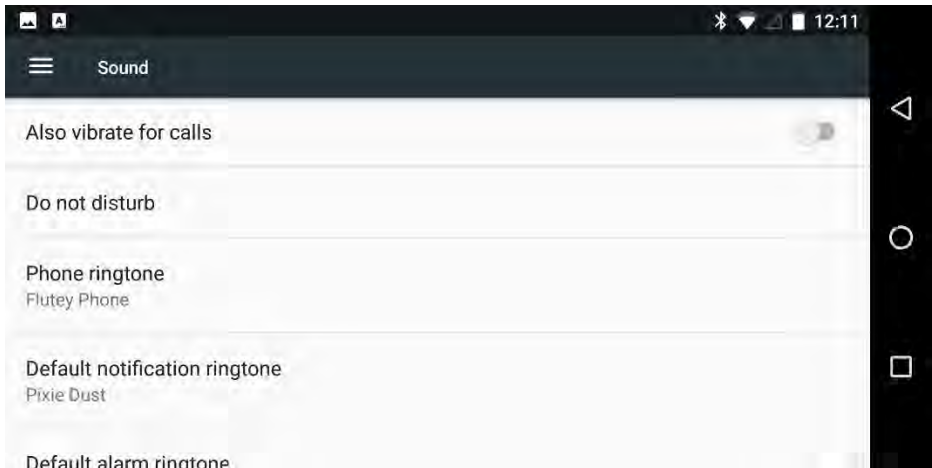 12:11
Sound
Also vibrate for calls
Do not disturb
Phone ringtone
Flutey Phone
Default notification ringtone
Pixie Dust
Default alarm ringtone